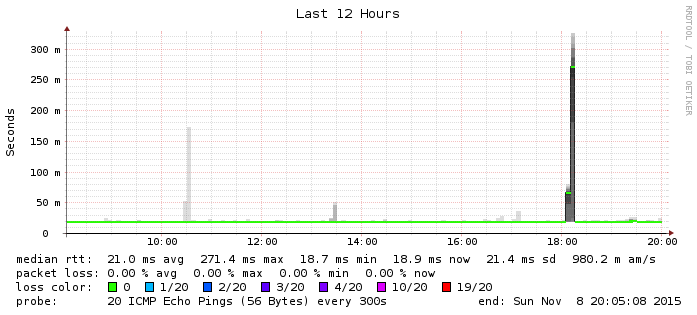 Last 12 Hours
RRDTOOL / TOBI OETIKER
Seconds
300 m
250 m
200 m
150 m
100 m
50 m
0
10:00 12:00 14:00 16:00 18:00 20:00
median rtt: 21.0 ms avg 271.4 ms max 18.7 ms min 18.9 ms now 21.4 ms sd 980.2 m am/s
packet loss: 0.00 % avg 0.00 % max 0.00 % min 0.00 % now
loss color: 0 1/20 2/20 3/20 4/20 10/20 19/20
probe: 20 ICMP Echo Pings (56 Bytes) every 300s end: Sun Nov 8 20:05:08 2015